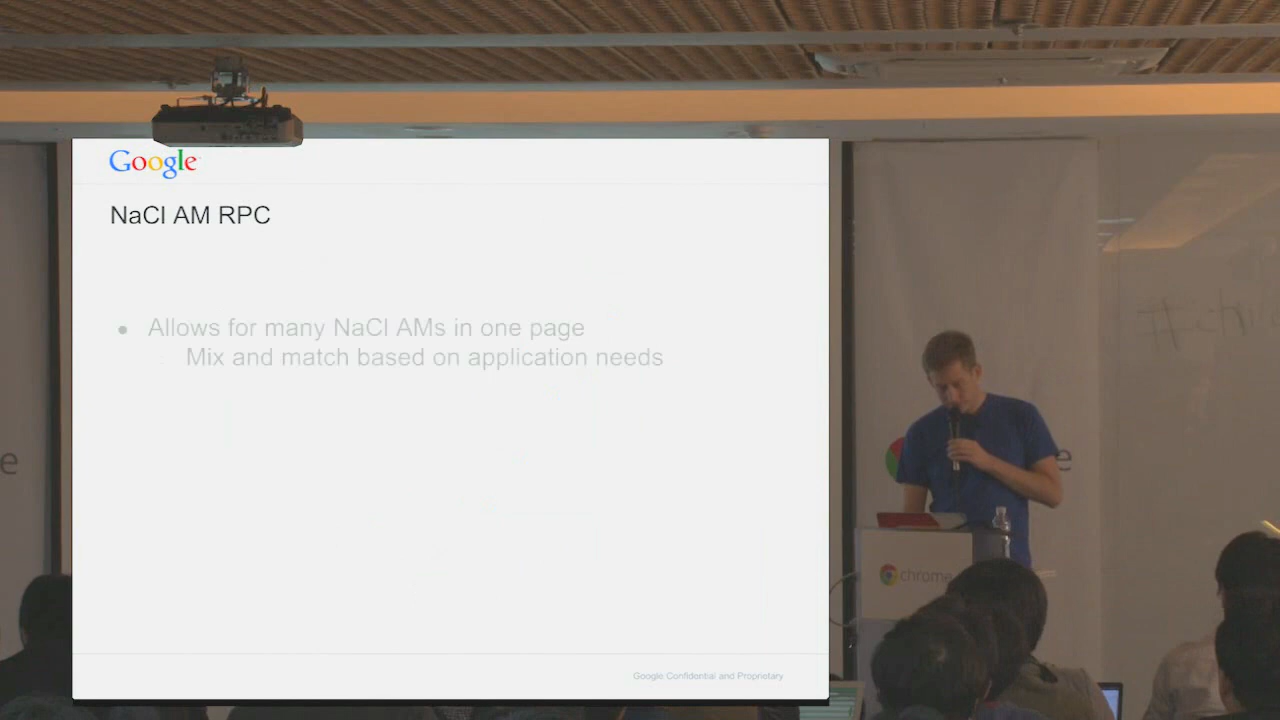 Google
NaCl AM RPC
Allows for many NaCl AMs in one page
Mix and match based on application needs
Google Confidential and Proprietary
e
e
chrome